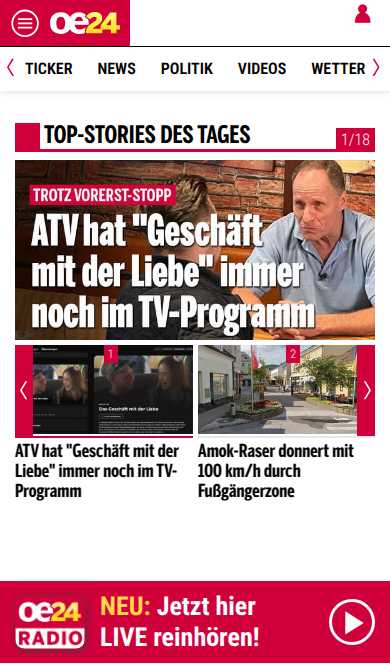 oe24
TICKER NEWS POLITIK VIDEOS WETTER
TOP-STORIES DES TAGES
1/18
TROTZ VORERST-STOPP
ATV hat "Geschäft
mit der Liebe" immer
noch im TV-Programm
1
2
Das Geschäft mit der Liebe
ATV hat "Geschäft mit der
Liebe" immer noch im TV-
Programm
Amok-Raser donnert mit
100 km/h durch
Fußgängerzone
oe24
RADIO
NEU: Jetzt hier
LIVE reinhören!